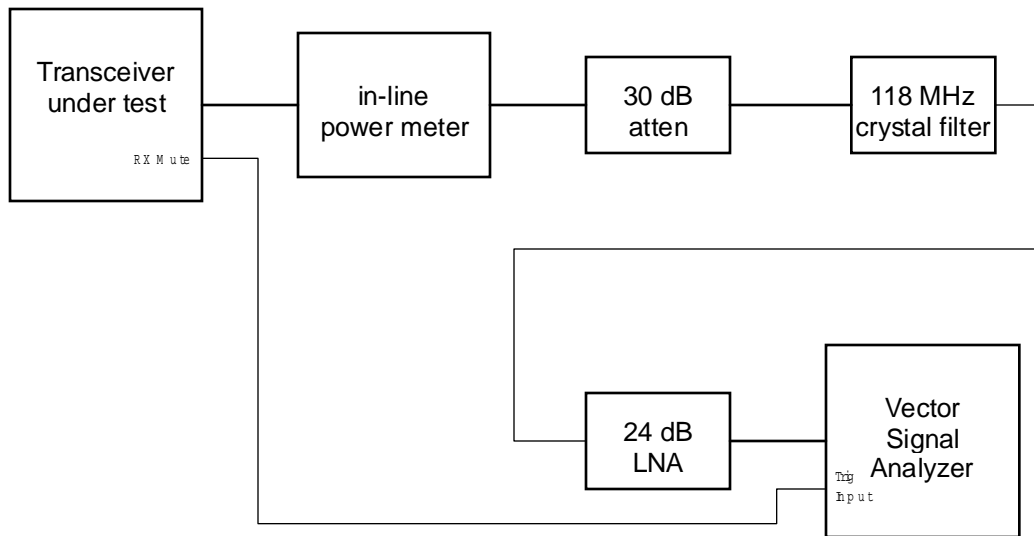 Transceiver
under test
RX Mute
in-line
power meter
30 dB
atten
118 MHz
crystal filter
24 dB
LNA
Vector
Signal
Analyzer
Trig
Input